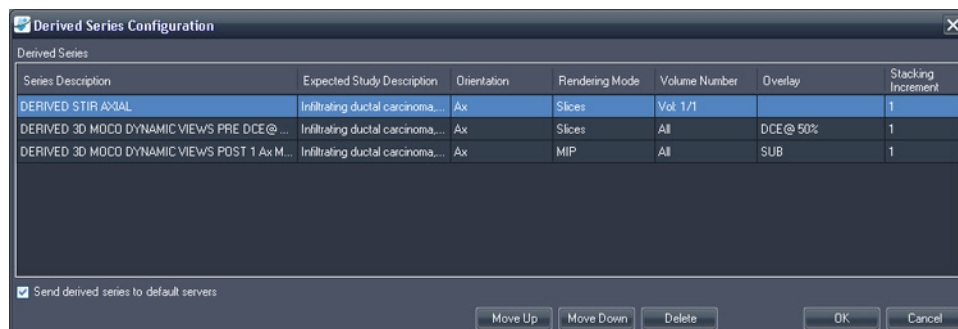 Derived Series Configuration
Derived Series
Series Description Expected Study Description Orientation Rendering Mode Volume Number Overlay Stacking Increment
DERIVED STIR AXIAL Infiltrating ductal carcinoma,... Ax Slices Vol: 1/1 1
DERIVED 3D MOCO DYNAMIC VIEWS PRE DCE@ ... Infiltrating ductal carcinoma,... Ax Slices All DCE@ 50% 1
DERIVED 3D MOCO DYNAMIC VIEWS POST 1 Ax M... Infiltrating ductal carcinoma,... Ax MIP All SUB 1
Send derived series to default servers
Move Up Move Down Delete OK Cancel